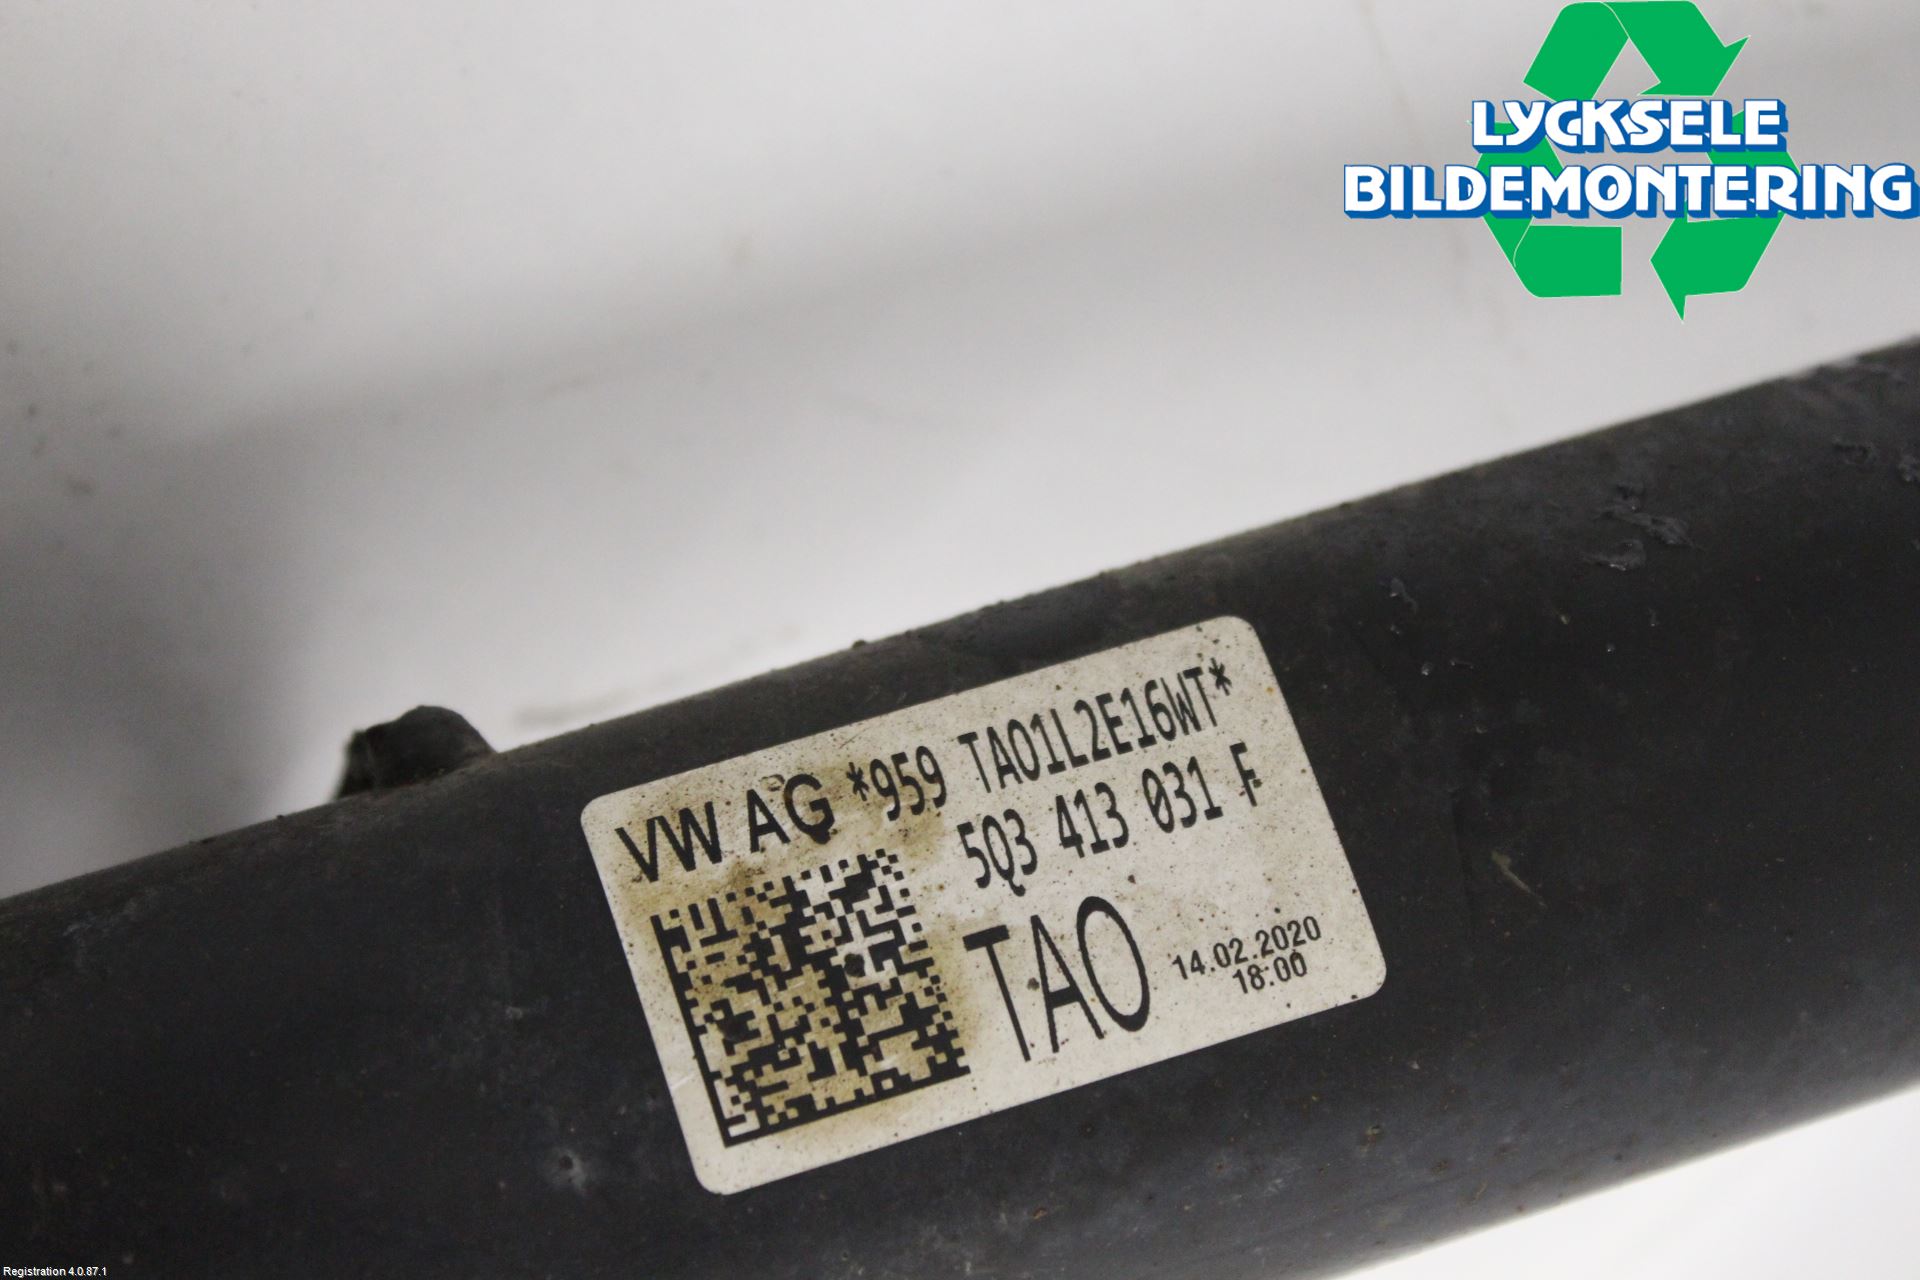 LYCKSELE
BILDEMONTERING
VW AG *959 TAO1L2E16WT*
5Q3 413 031 F
TAO
14.02.2020
18:00
Registration 4.0.87.1